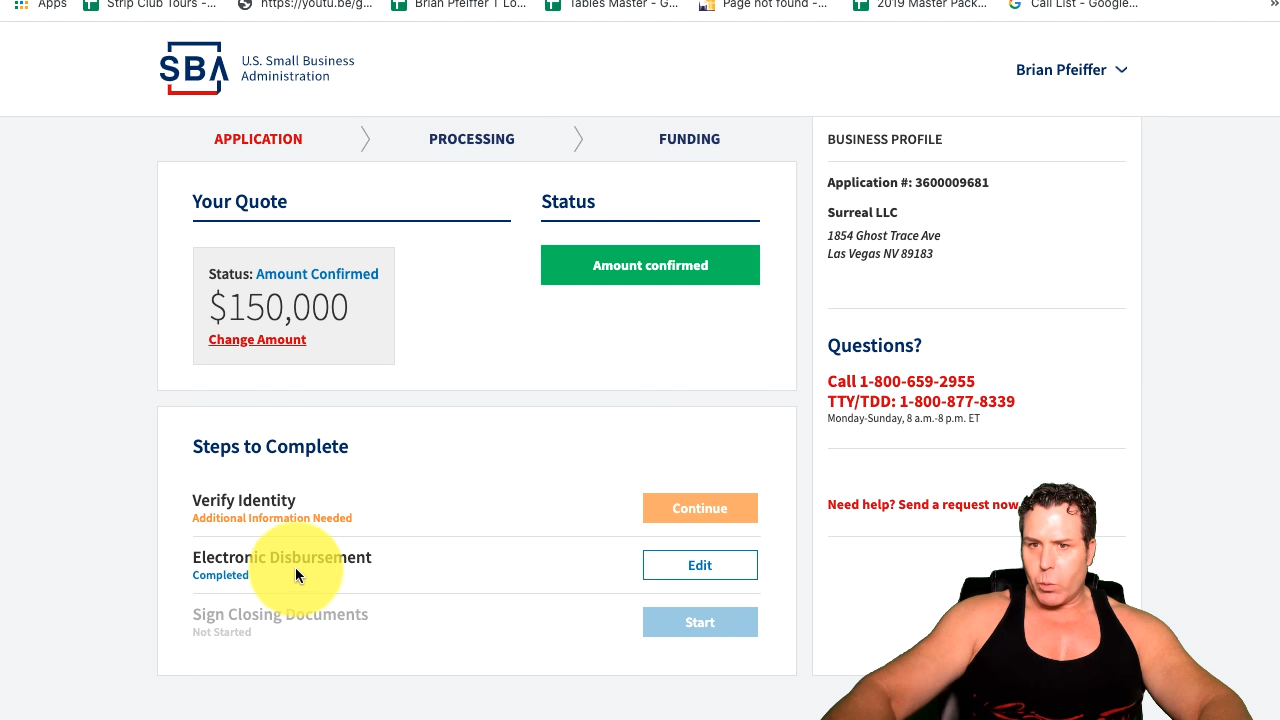 Apps
Strip Club Tours -...
https://youtu.be/g...
Brian Pfeiffer 1 Lo...
Tables Master - G...
Page not found -...
2019 Master Pack...
Call List - Google...
»
SBA
U.S. Small Business
Administration
Brian Pfeiffer
APPLICATION
PROCESSING
FUNDING
Your Quote
Status: Amount Confirmed
$150,000
Change Amount
Status
Amount confirmed
Steps to Complete
Verify Identity
Additional Information Needed
Continue
Electronic Disbursement
Completed
Edit
Sign Closing Documents
Not Started
Start
BUSINESS PROFILE
Application #: 3600009681
Surreal LLC
1854 Ghost Trace Ave
Las Vegas NV 89183
Questions?
Call 1-800-659-2955
TTY/TDD: 1-800-877-8339
Monday-Sunday, 8 a.m.-8 p.m. ET
Need help? Send a request now